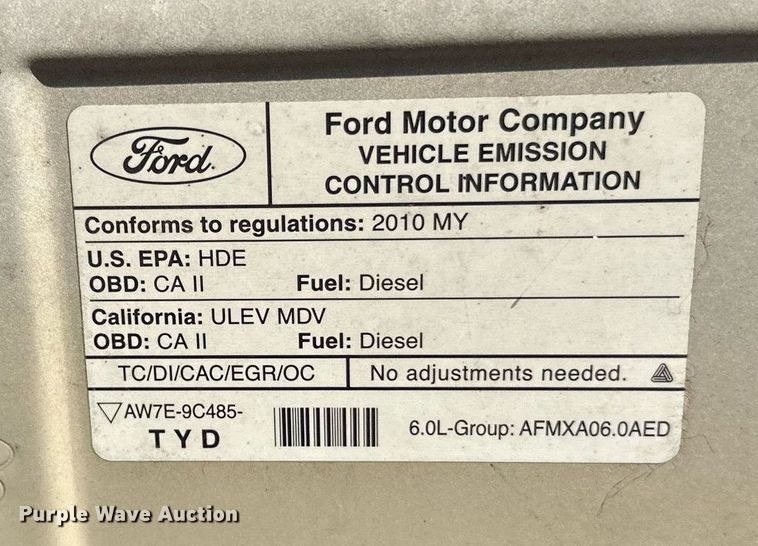 Ford
Ford Motor Company
VEHICLE EMISSION
CONTROL INFORMATION
Conforms to regulations: 2010 MY
U.S. EPA: HDE
OBD: CA II Fuel: Diesel
California: ULEV MDV
OBD: CA II Fuel: Diesel
TC/DI/CAC/EGR/OC No adjustments needed.
AW7E-9C485-
TYD 6.0L-Group: AFMXA06.0AED
Purple Wave Auction